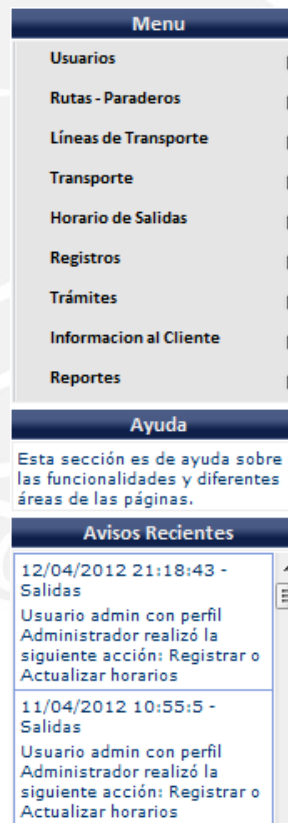 Menu
Usuarios
Rutas - Paraderos
Líneas de Transporte
Transporte
Horario de Salidas
Registros
Trámites
Informacion al Cliente
Reportes
Ayuda
Esta sección es de ayuda sobre
las funcionalidades y diferentes
áreas de las páginas.
Avisos Recientes
12/04/2012 21:18:43 -
Salidas
Usuario admin con perfil
Administrador realizó la
siguiente acción: Registrar o
Actualizar horarios
11/04/2012 10:55:5 -
Salidas
Usuario admin con perfil
Administrador realizó la
siguiente acción: Registrar o
Actualizar horarios